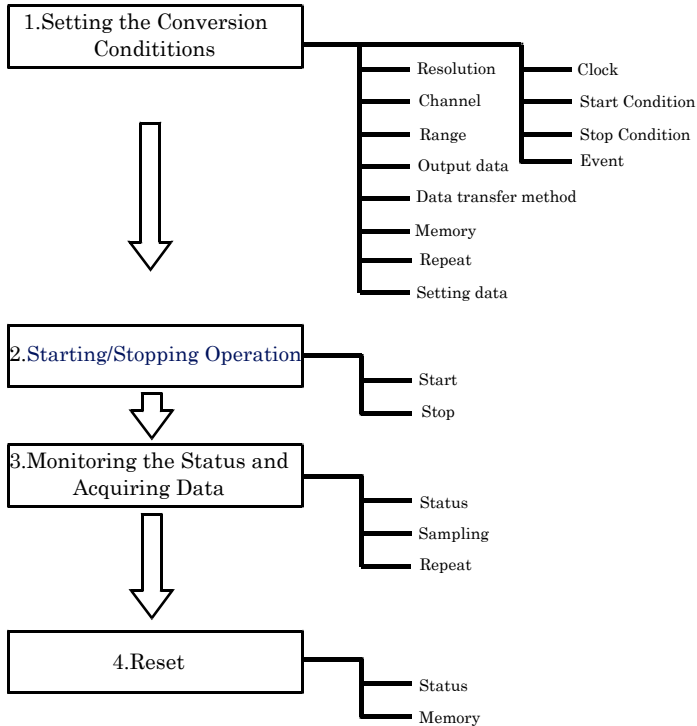 1.Setting the Conversion
Condititions
Resolution
Channel
Range
Output data
Data transfer method
Memory
Repeat
Setting data
Clock
Start Condition
Stop Condition
Event
2.Starting/Stopping Operation
Start
Stop
3.Monitoring the Status and
Acquiring Data
Status
Sampling
Repeat
4.Reset
Status
Memory